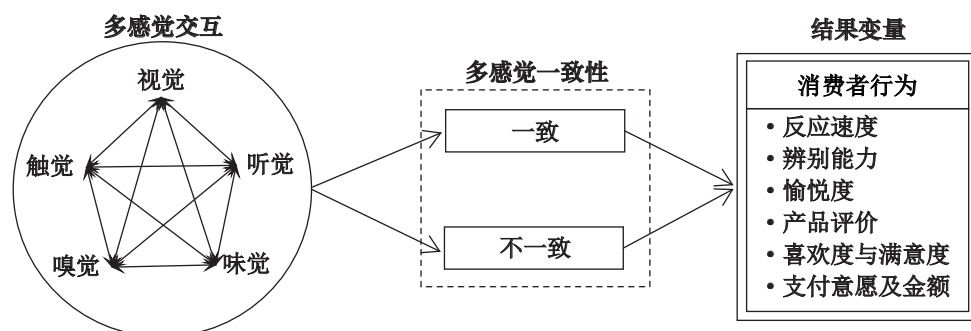 多感觉交互
视觉
触觉
听觉
嗅觉
味觉
多感觉一致性
一致
不一致
结果变量
消费者行为
• 反应速度
• 辨别能力
• 愉悦度
• 产品评价
• 喜欢度与满意度
• 支付意愿及金额